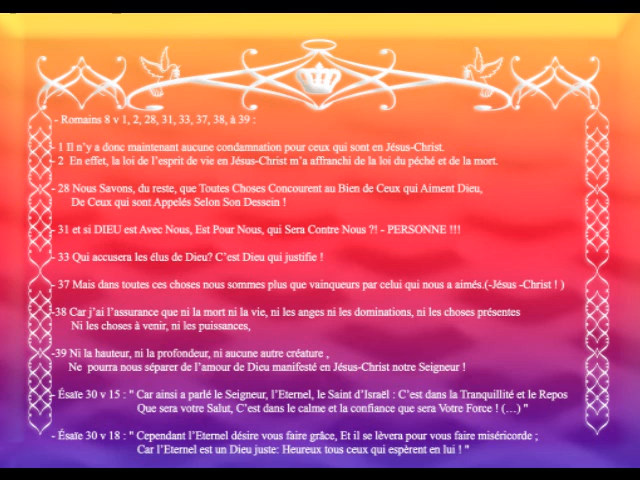 - Romains 8 v 1, 2, 28, 31, 33, 37, 38, à 39 :
- 1 Il n’y a donc maintenant aucune condamnation pour ceux qui sont en Jésus-Christ.
- 2 En effet, la loi de l’esprit de vie en Jésus-Christ m’a affranchi de la loi du péché et de la mort.
- 28 Nous Savons, du reste, que Toutes Choses Concourent au Bien de Ceux qui Aiment Dieu,
De Ceux qui sont Appelés Selon Son Dessein !
- 31 et si DIEU est Avec Nous, Est Pour Nous, qui Sera Contre Nous ?! - PERSONNE !!!
- 33 Qui accusera les élus de Dieu? C’est Dieu qui justifie !
- 37 Mais dans toutes ces choses nous sommes plus que vainqueurs par celui qui nous a aimés.(-Jésus -Christ ! )
-38 Car j’ai l’assurance que ni la mort ni la vie, ni les anges ni les dominations, ni les choses présentes
Ni les choses à venir, ni les puissances,
-39 Ni la hauteur, ni la profondeur, ni aucune autre créature ,
Ne pourra nous séparer de l’amour de Dieu manifesté en Jésus-Christ notre Seigneur !
- Ésaïe 30 v 15 : " Car ainsi a parlé le Seigneur, l’Eternel, le Saint d’Israël : C’est dans la Tranquillité et le Repos
Que sera votre Salut, C’est dans le calme et la confiance que sera Votre Force ! (…) "
- Ésaïe 30 v 18 : " Cependant l’Eternel désire vous faire grâce, Et il se lèvera pour vous faire miséricorde ;
Car l’Eternel est un Dieu juste: Heureux tous ceux qui espèrent en lui ! "